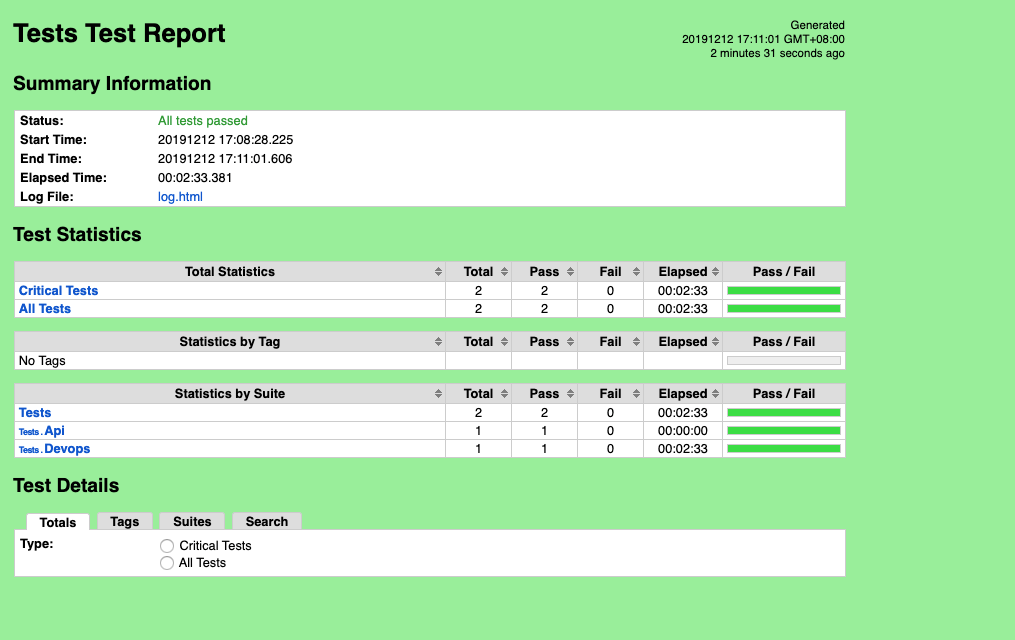 Tests Test Report
Generated
20191212 17:11:01 GMT+08:00
2 minutes 31 seconds ago
Summary Information
Status: All tests passed
Start Time: 20191212 17:08:28.225
End Time: 20191212 17:11:01.606
Elapsed Time: 00:02:33.381
Log File: log.html
Test Statistics
Total Statistics Total Pass Fail Elapsed Pass / Fail
Critical Tests 2 2 0 00:02:33
All Tests 2 2 0 00:02:33
Statistics by Tag Total Pass Fail Elapsed Pass / Fail
No Tags
Statistics by Suite Total Pass Fail Elapsed Pass / Fail
Tests 2 2 0 00:02:33
Tests . Api 1 1 0 00:00:00
Tests . Devops 1 1 0 00:02:33
Test Details
Totals Tags Suites Search
Type: Critical Tests
All Tests